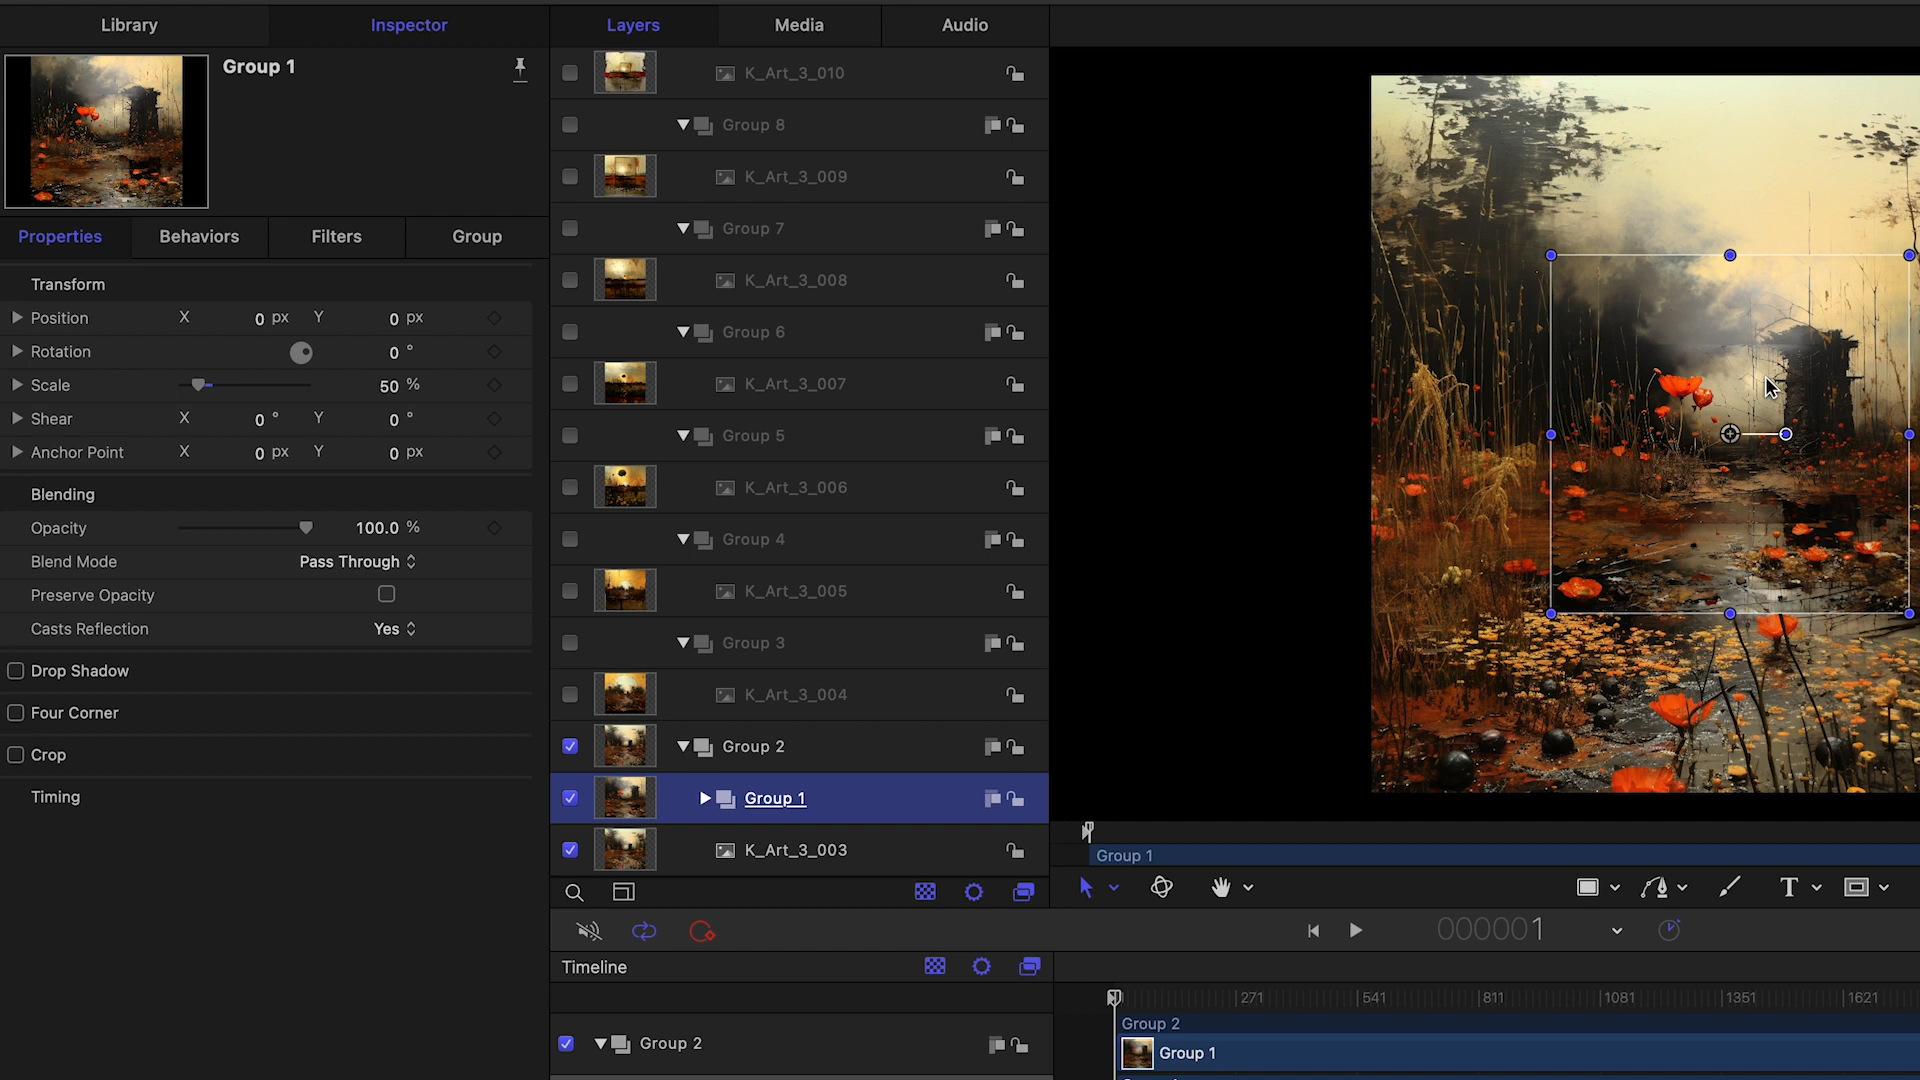 Library
Inspector
Layers
Media
Audio
Group 1
K_Art_3_010
Group 8
K_Art_3_009
Group 7
K_Art_3_008
Group 6
K_Art_3_007
Group 5
K_Art_3_006
Group 4
K_Art_3_005
Group 3
K_Art_3_004
Group 2
Group 1
K_Art_3_003
Properties
Behaviors
Filters
Group
Transform
Position X 0 px Y 0 px
Rotation 0 °
Scale 50 %
Shear X 0 ° Y 0 °
Anchor Point X 0 px Y 0 px
Blending
Opacity 100.0 %
Blend Mode Pass Through
Preserve Opacity
Casts Reflection Yes
Drop Shadow
Four Corner
Crop
Timing
Group 1
T
000001
Timeline
271 541 811 1081 1351 1621
Group 2
Group 2
Group 1